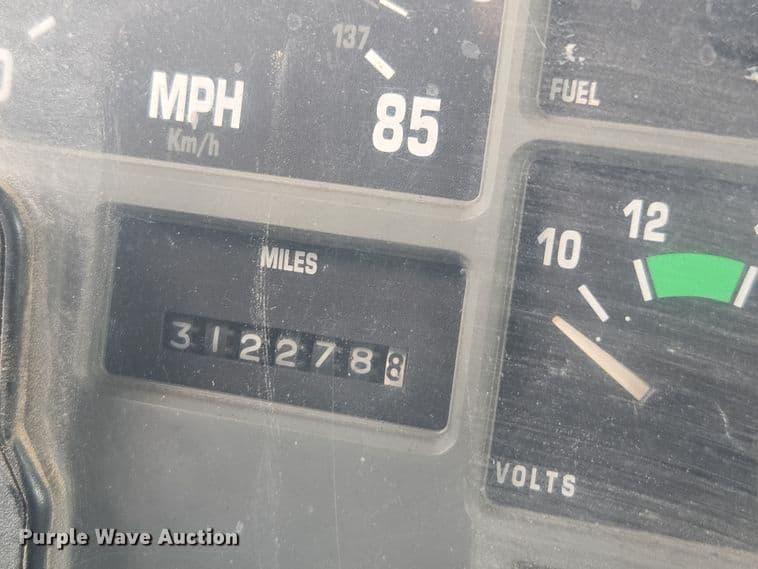 137
MPH
Km/h
85
FUEL
12
10
MILES
3122788
VOLTS
Purple Wave Auction